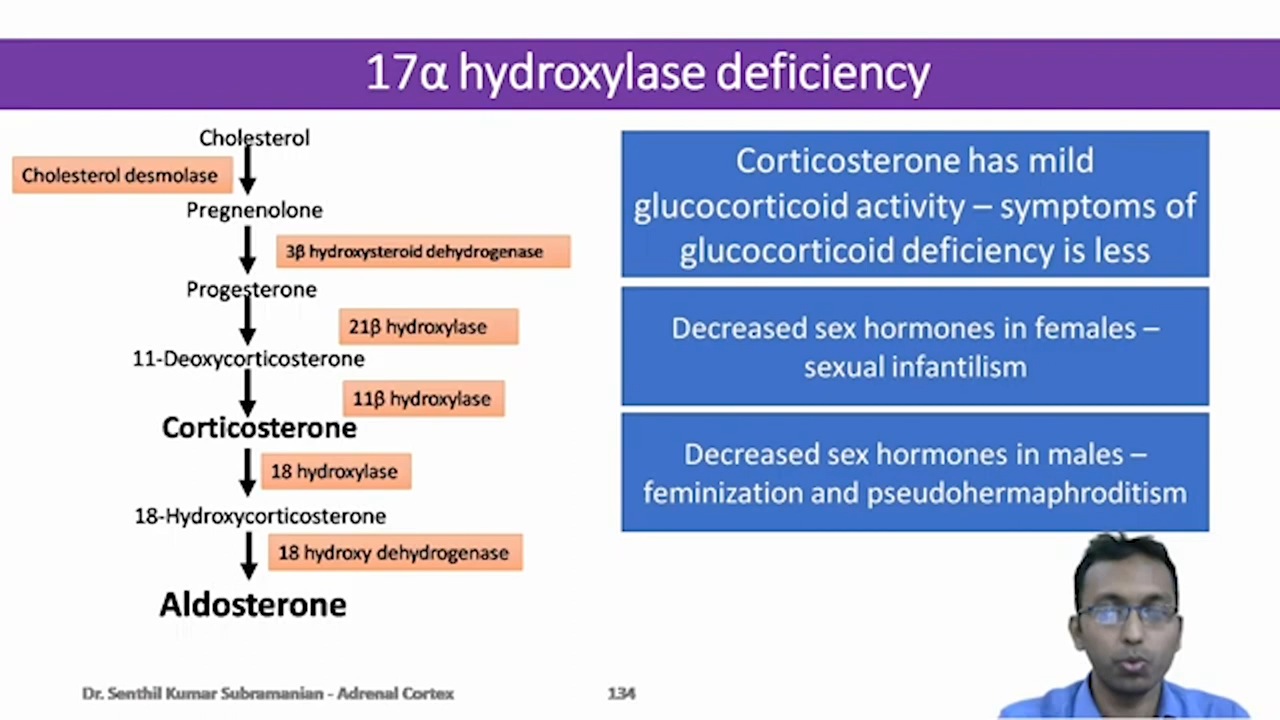 17α hydroxylase deficiency
Cholesterol
Cholesterol desmolase
Pregnenolone
3β hydroxysteroid dehydrogenase
Progesterone
21β hydroxylase
11-Deoxycorticosterone
11β hydroxylase
Corticosterone
18 hydroxylase
18-Hydroxycorticosterone
18 hydroxy dehydrogenase
Aldosterone
Corticosterone has mild
glucocorticoid activity – symptoms of
glucocorticoid deficiency is less
Decreased sex hormones in females –
sexual infantilism
Decreased sex hormones in males –
feminization and pseudohermaphroditism
Dr. Senthil Kumar Subramanian - Adrenal Cortex
134